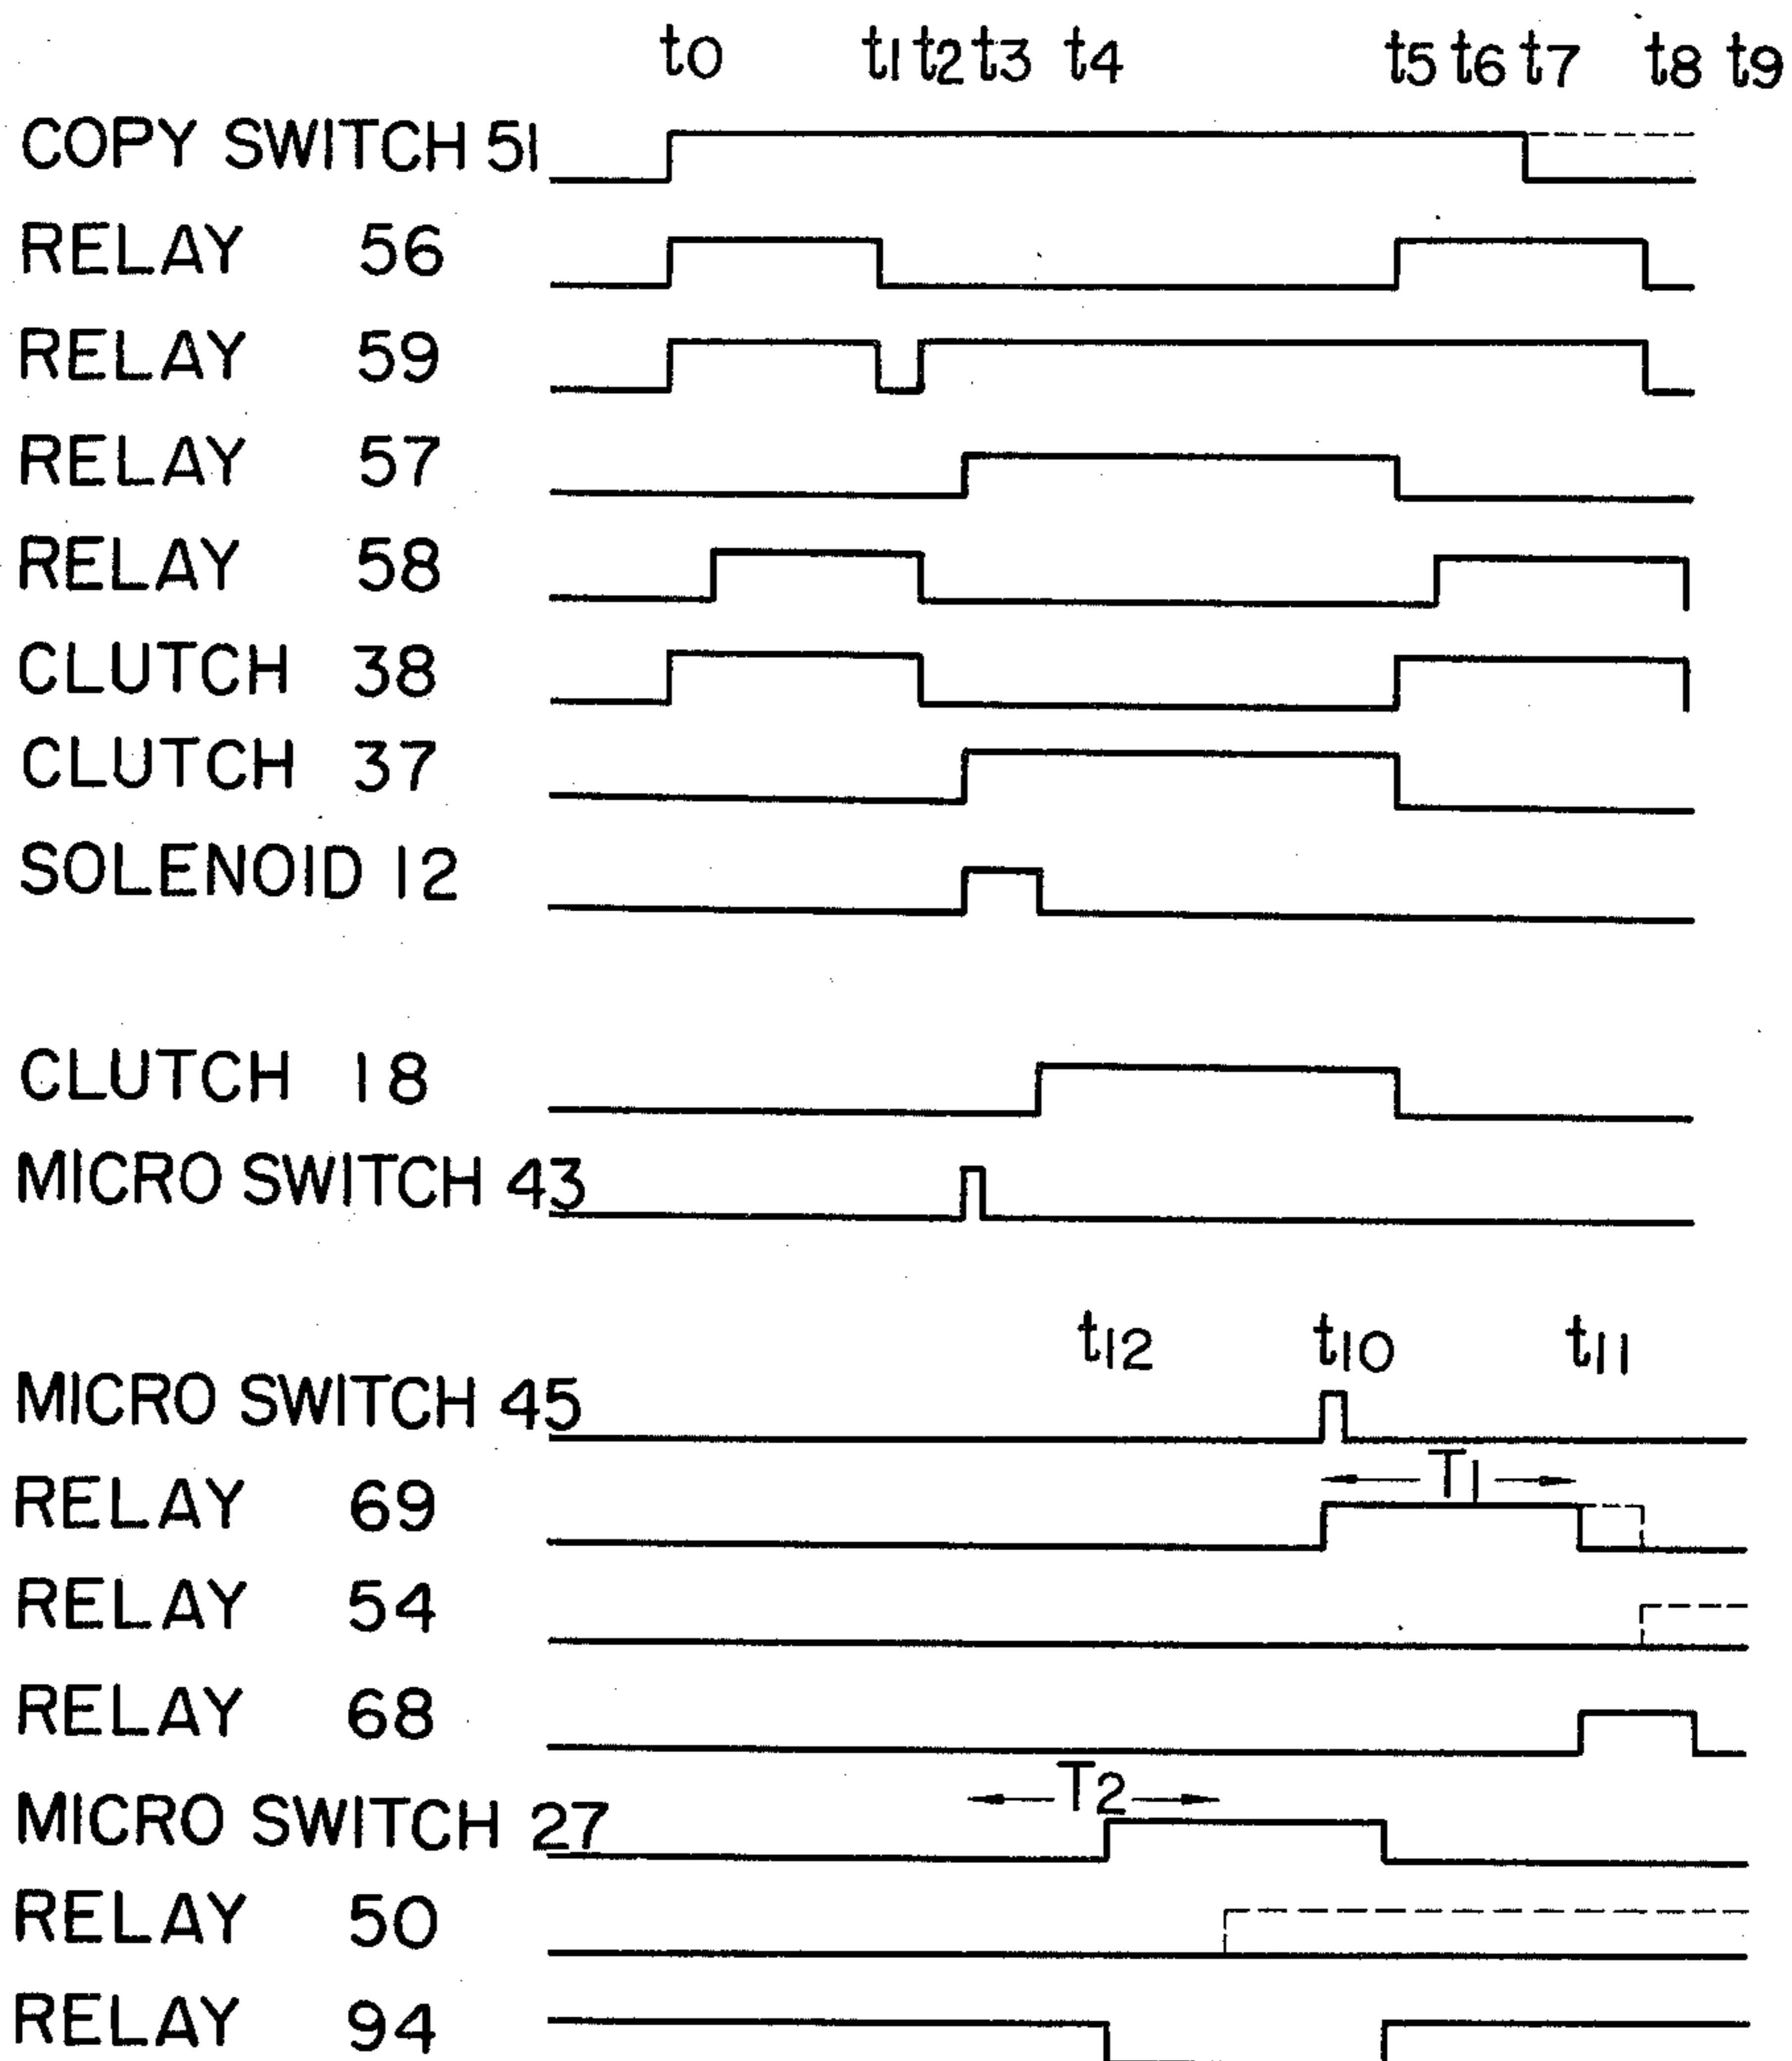 t0 t1 t2 t3 t4 t5 t6 t7 t8 t9
COPY SWITCH 51
RELAY 56
RELAY 59
RELAY 57
RELAY 58
CLUTCH 38
CLUTCH 37
SOLENOID 12
CLUTCH 18
MICRO SWITCH 43
t12 t10 t11
MICRO SWITCH 45
T1
RELAY 69
RELAY 54
RELAY 68
T2
MICRO SWITCH 27
RELAY 50
RELAY 94